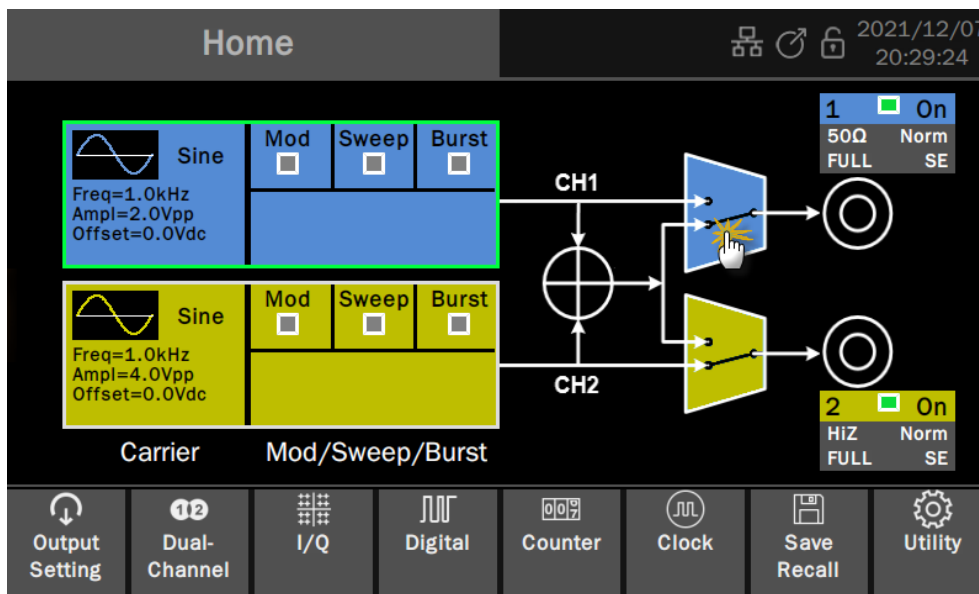 Home
2021/12/07
20:29:24
1 On
50Ω Norm
FULL SE
Sine
Mod Sweep Burst
Freq=1.0kHz
Ampl=2.0Vpp
Offset=0.0Vdc
CH1
Sine
Mod Sweep Burst
Freq=1.0kHz
Ampl=4.0Vpp
Offset=0.0Vdc
CH2
2 On
HiZ Norm
FULL SE
Carrier
Mod/Sweep/Burst
Output
Setting
12
Dual-
Channel
I/Q
Digital
Counter
Clock
Save
Recall
Utility